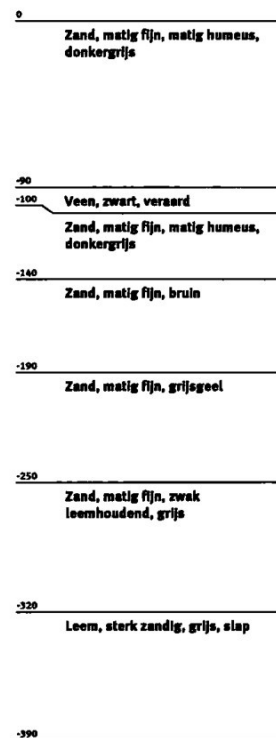 0
Zand, matig fijn, matig humeus,
donkergrijs
-90
-100
Veen, zwart, veraard
Zand, matig fijn, matig humeus,
donkergrijs
-140
Zand, matig fijn, bruin
-190
Zand, matig fijn, grijsgeel
-250
Zand, matig fijn, zwak
leemhoudend, grijs
-320
Leem, sterk zandig, grijs, slap
-390